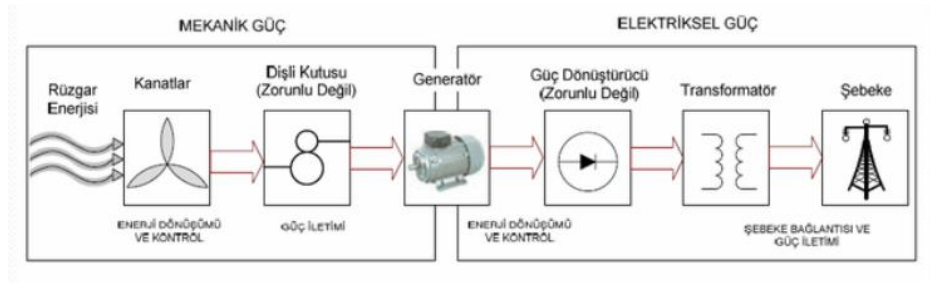 MEKANİK GÜÇ
ELEKTRİKSEL GÜÇ
Rüzgar
Enerjisi
Kanatlar
Dişli Kutusu
(Zorunlu Değil)
Generatör
Güç Dönüştürücü
(Zorunlu Değil)
Transformatör
Şebeke
ENERJİ DÖNÜŞÜMÜ
VE KONTROL
GÜÇ İLETİMİ
ENERJİ DÖNÜŞÜMÜ
VE KONTROL
ŞEBEKE BAĞLANTISI VE
GÜÇ İLETİMİ